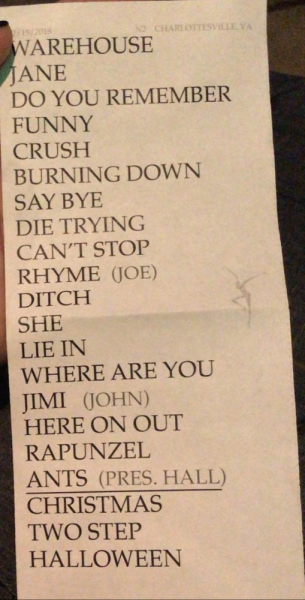 N2 CHARLOTTESVILLE, VA
WAREHOUSE
JANE
DO YOU REMEMBER
FUNNY
CRUSH
BURNING DOWN
SAY BYE
DIE TRYING
CAN'T STOP
RHYME (JOE)
DITCH
SHE
LIE IN
WHERE ARE YOU
JIMI (JOHN)
HERE ON OUT
RAPUNZEL
ANTS (PRES. HALL)
CHRISTMAS
TWO STEP
HALLOWEEN